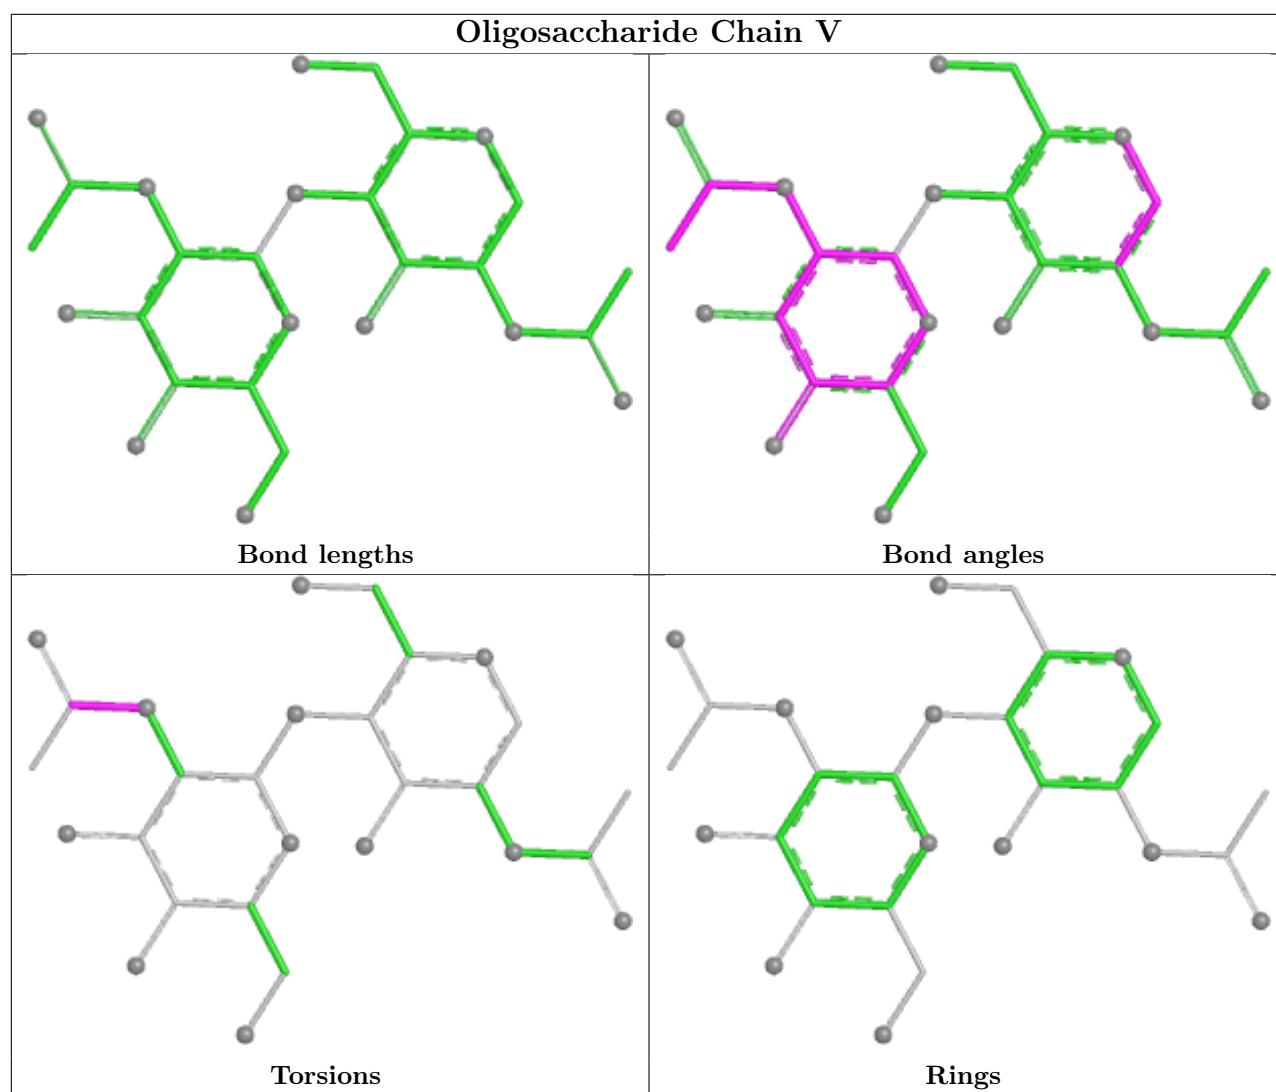 Oligosaccharide Chain V
Bond lengths
Bond angles
Torsions
Rings